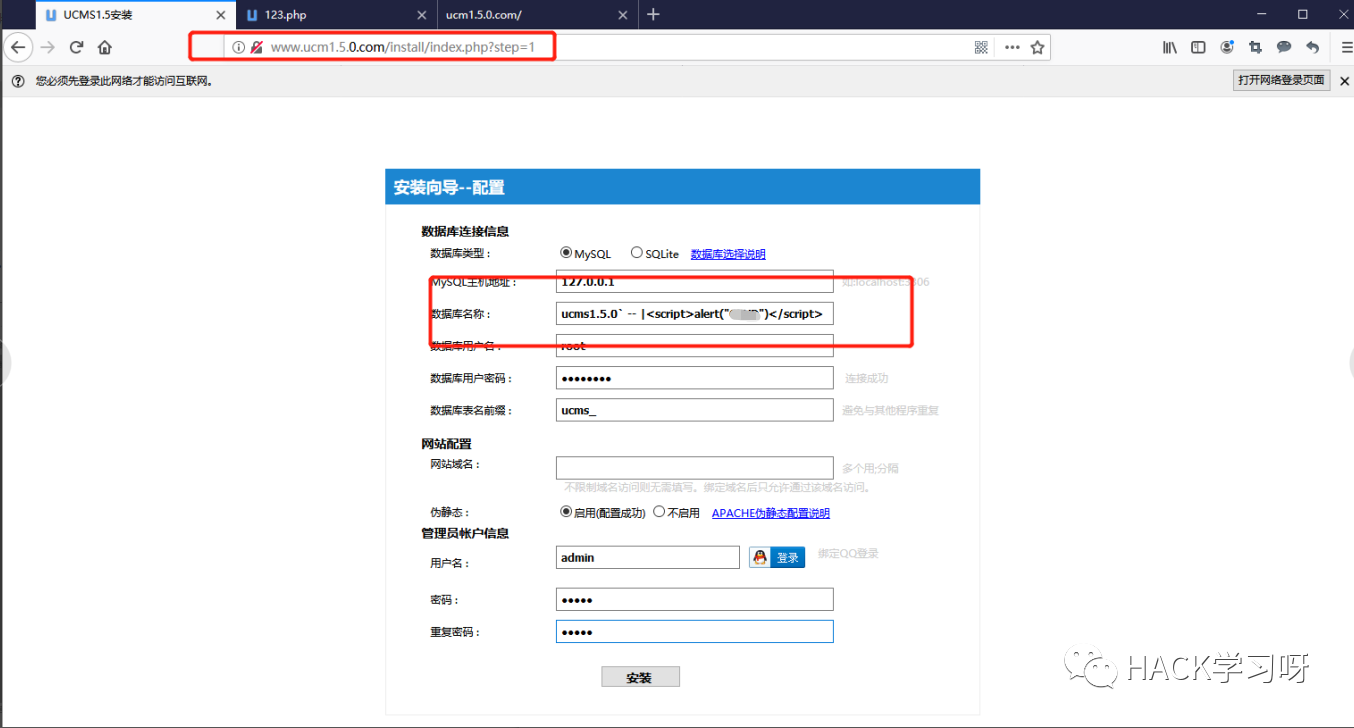 UCMS1.5安装
123.php
ucm1.5.0.com/
www.ucm1.5.0.com/install/index.php?step=1
您必须先登录此网络才能访问互联网。
打开网络登录页面
安装向导--配置
数据库连接信息
数据库类型：
MySQL
SQLite
数据库选择说明
MySQL主机地址：
127.0.0.1
如:localhost:3306
数据库名称：
ucms1.5.0` -- |<script>alert(" ")</script>
数据库用户名：
root
数据库用户密码：
●●●●●●●●
连接成功
数据库表名前缀：
ucms_
避免与其他程序重复
网站配置
网站域名：
多个用;分隔
不限制域名访问则无需填写。绑定域名后只允许通过该域名访问。
伪静态：
启用(配置成功)
不启用
APACHE伪静态配置说明
管理员帐户信息
用户名：
admin
登录
绑定QQ登录
密码：
●●●●●
重复密码：
●●●●●
安装
HACK学习呀